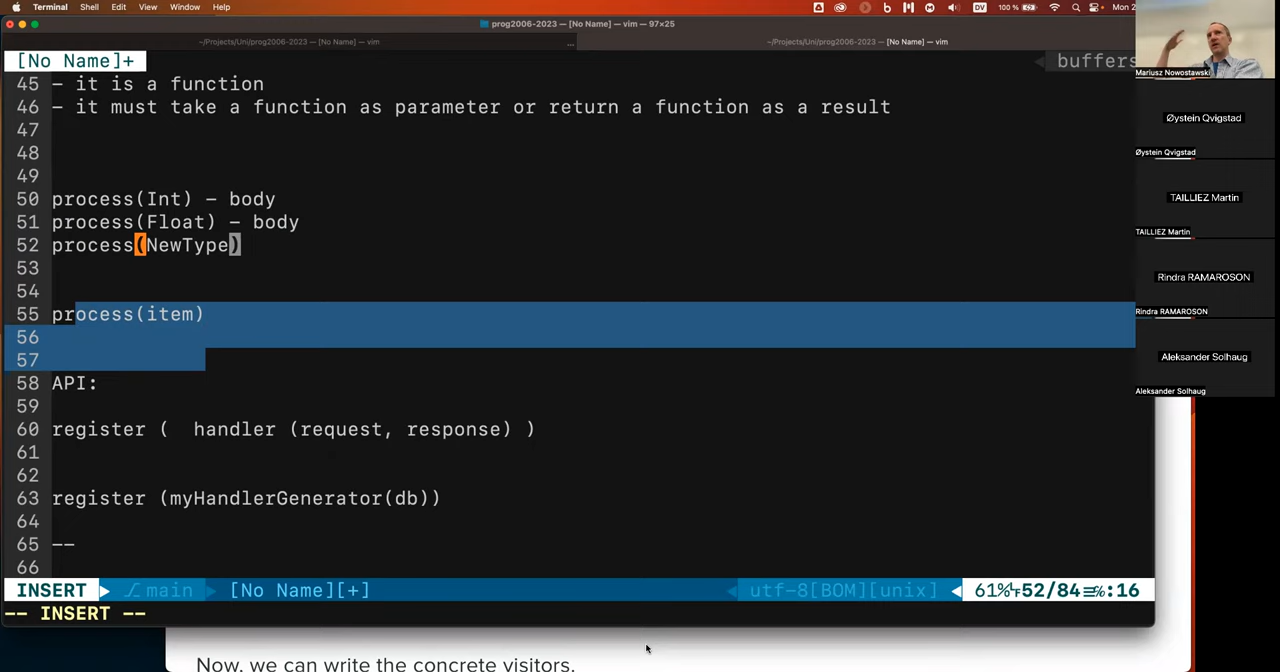 Terminal Shell Edit View Window Help 100 % DV Mon 2
prog2006-2023 — [No Name] — vim — 97×25
~/Projects/Uni/prog2006-2023 — [No Name] — vim ... ~/Projects/Uni/prog2006-2023 — [No Name] — vim
[No Name]+ buffers
45 - it is a function
46 - it must take a function as parameter or return a function as a result
47
48
49
50 process(Int) - body
51 process(Float) - body
52 process(NewType)
53
54
55 process(item)
56
57
58 API:
59
60 register (  handler (request, response) )
61
62
63 register (myHandlerGenerator(db))
64
65 --
66
INSERT main [No Name][+] utf-8[BOM][unix] 61% 52/84 :16
-- INSERT --
Now, we can write the concrete visitors.
Mariusz Nowostawski
Øystein Qvigstad
Øystein Qvigstad
TAILLIEZ Martin
TAILLIEZ Martin
Rindra RAMAROSON
Rindra RAMAROSON
Aleksander Solhaug
Aleksander Solhaug